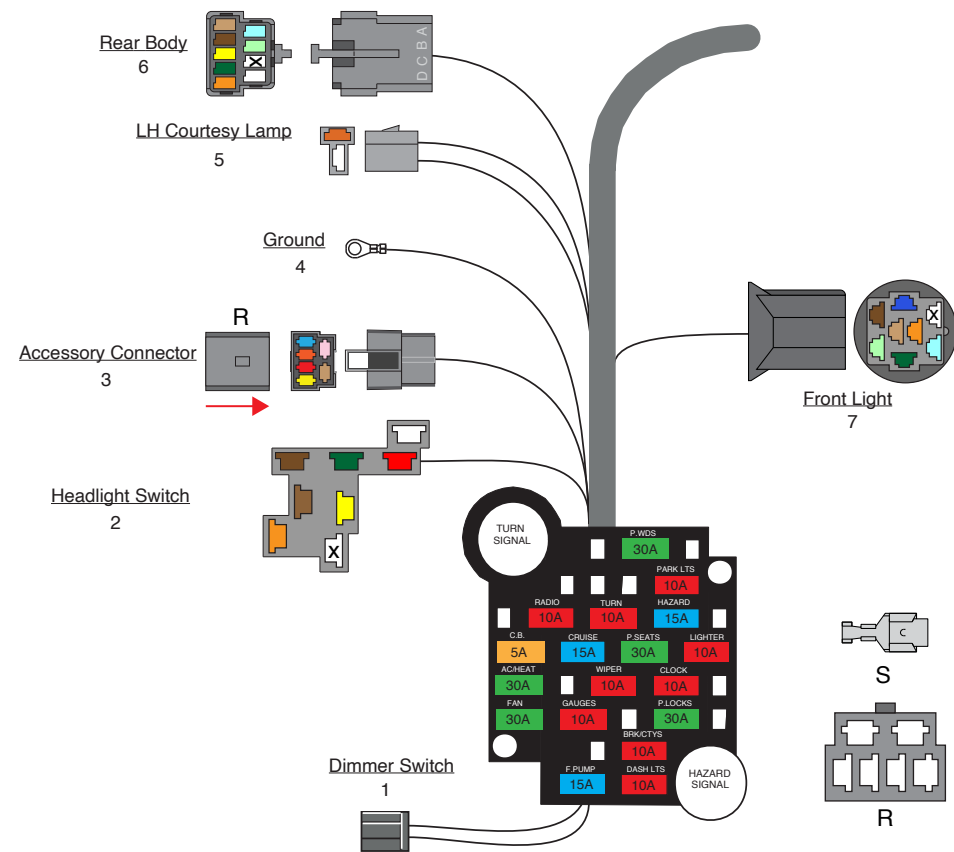 Rear Body
6
D C B A
X
LH Courtesy Lamp
5
Ground
4
R
Accessory Connector
3
Headlight Switch
2
X
X
Front Light
7
TURN
SIGNAL
P.WDS
30A
PARK LTS
10A
RADIO
10A
TURN
10A
HAZARD
15A
C.B.
5A
CRUISE
15A
P.SEATS
30A
LIGHTER
10A
AC/HEAT
30A
WIPER
10A
CLOCK
10A
FAN
30A
GAUGES
10A
P.LOCKS
30A
BRK/CTYS
10A
F.PUMP
15A
DASH LTS
10A
HAZARD
SIGNAL
Dimmer Switch
1
C
S
R